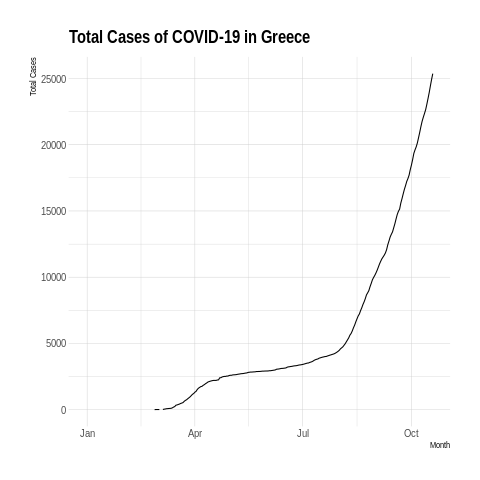 Total Cases of COVID-19 in Greece
Total Cases
25000
20000
15000
10000
5000
0
Jan Apr Jul Oct
Month